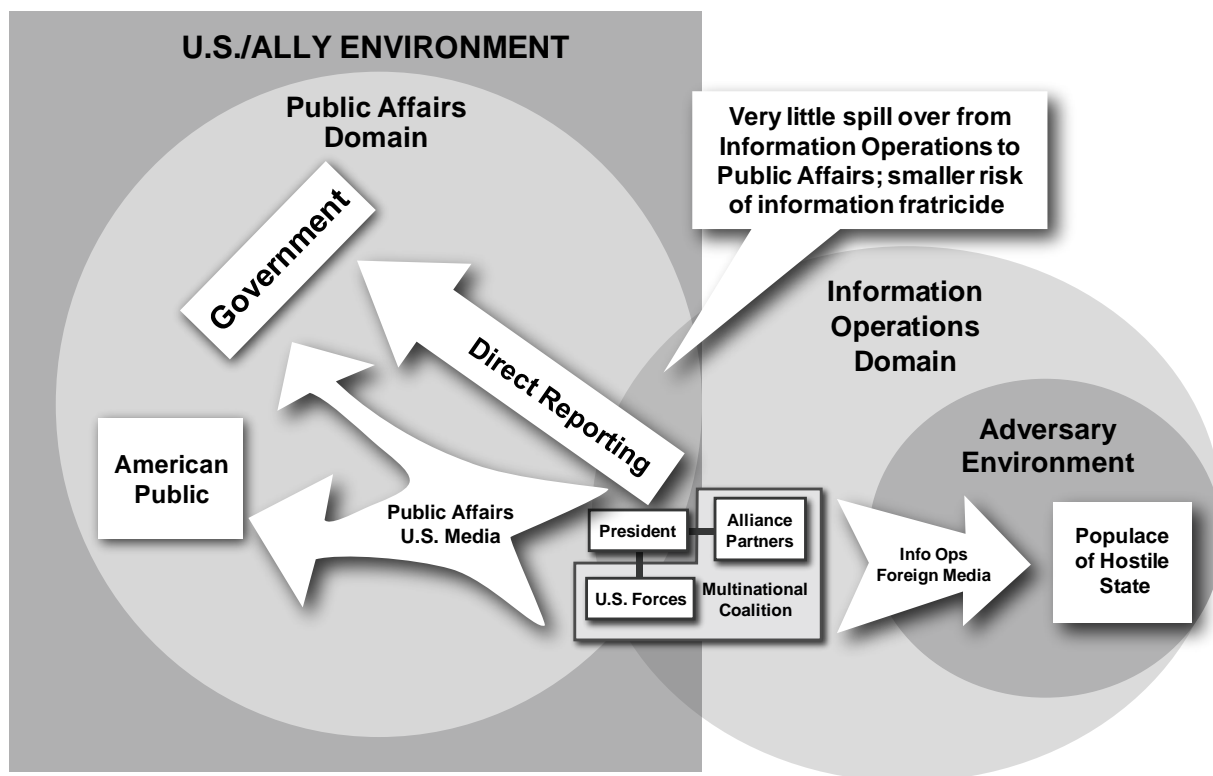 U.S./ALLY ENVIRONMENT
Public Affairs
Domain
Government
Direct Reporting
American
Public
Public Affairs
U.S. Media
Very little spill over from
Information Operations to
Public Affairs; smaller risk
of information fratricide
Information
Operations
Domain
Adversary
Environment
President
Alliance
Partners
U.S. Forces
Multinational
Coalition
Info Ops
Foreign Media
Populace
of Hostile
State